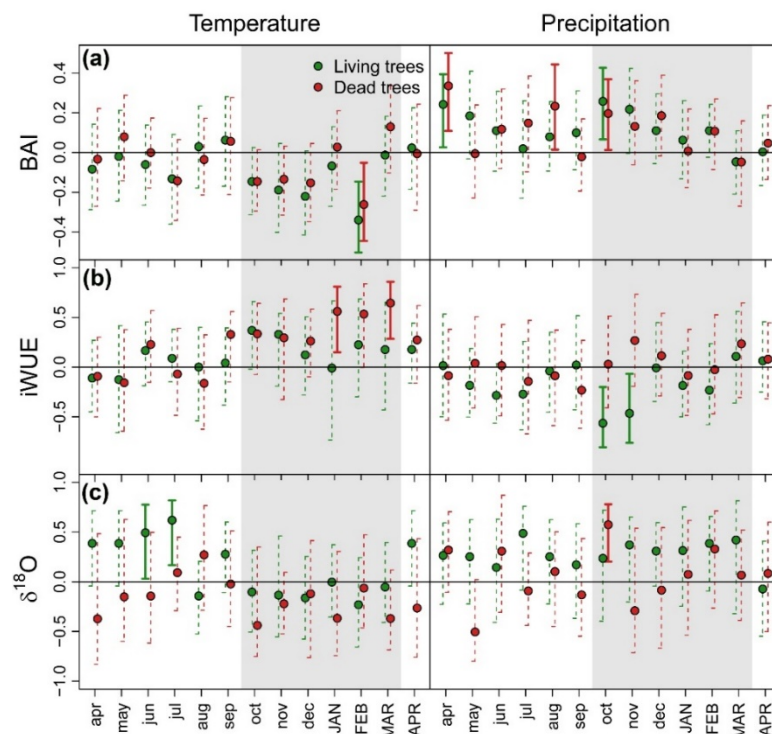 Temperature Precipitation
(a)
Living trees
Dead trees
BAI
0.4
0.2
0.0
−0.2
−0.4
(b)
iWUE
1.0
0.5
0.0
−0.5
(c)
δ18O
1.0
0.5
0.0
−0.5
−1.0
apr may jun jul aug sep oct nov dec JAN FEB MAR APR apr may jun jul aug sep oct nov dec JAN FEB MAR APR